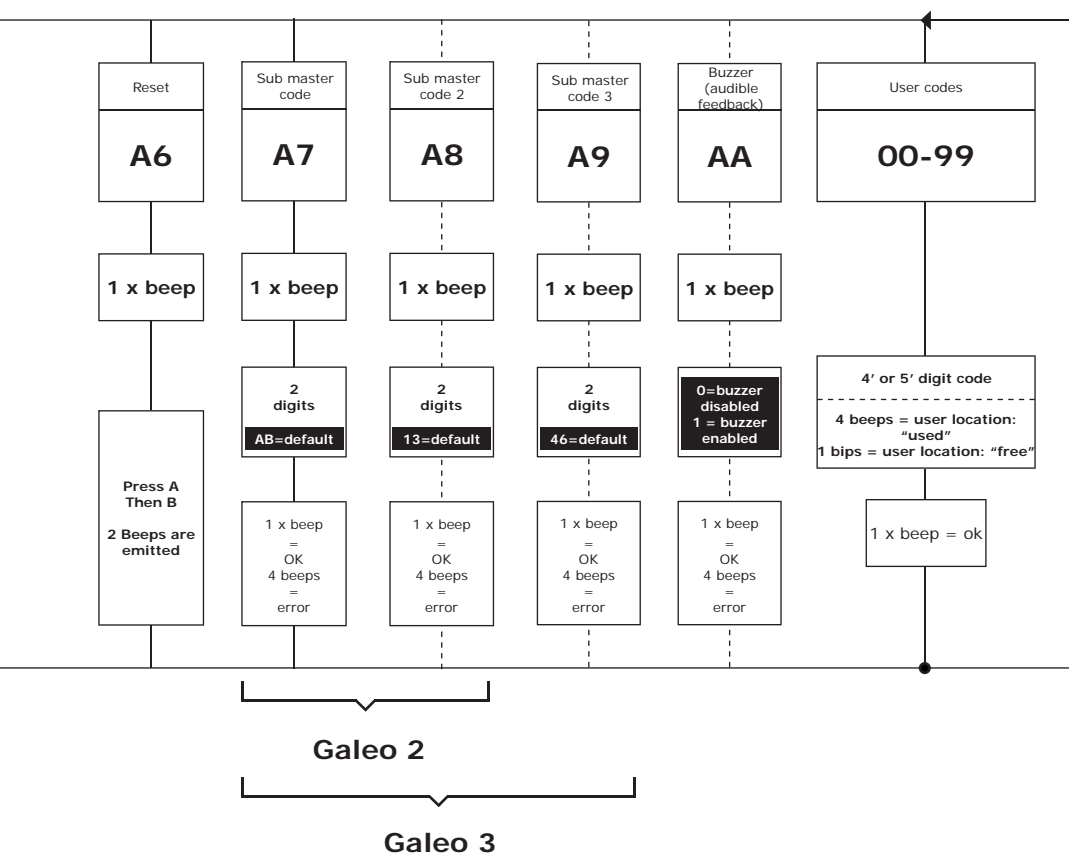 Reset
A6
1 x beep
Press A
Then B
2 Beeps are
emitted
Sub master
code
A7
1 x beep
2
digits
AB=default
1 x beep
=
OK
4 beeps
=
error
Sub master
code 2
A8
1 x beep
2
digits
13=default
1 x beep
=
OK
4 beeps
=
error
Sub master
code 3
A9
1 x beep
2
digits
46=default
1 x beep
=
OK
4 beeps
=
error
Buzzer
(audible
feedback)
AA
1 x beep
0=buzzer
disabled
1 = buzzer
enabled
1 x beep
=
OK
4 beeps
=
error
User codes
00-99
4’ or 5’ digit code
4 beeps = user location:
“used”
1 bips = user location: “free”
1 x beep = ok
Galeo 2
Galeo 3